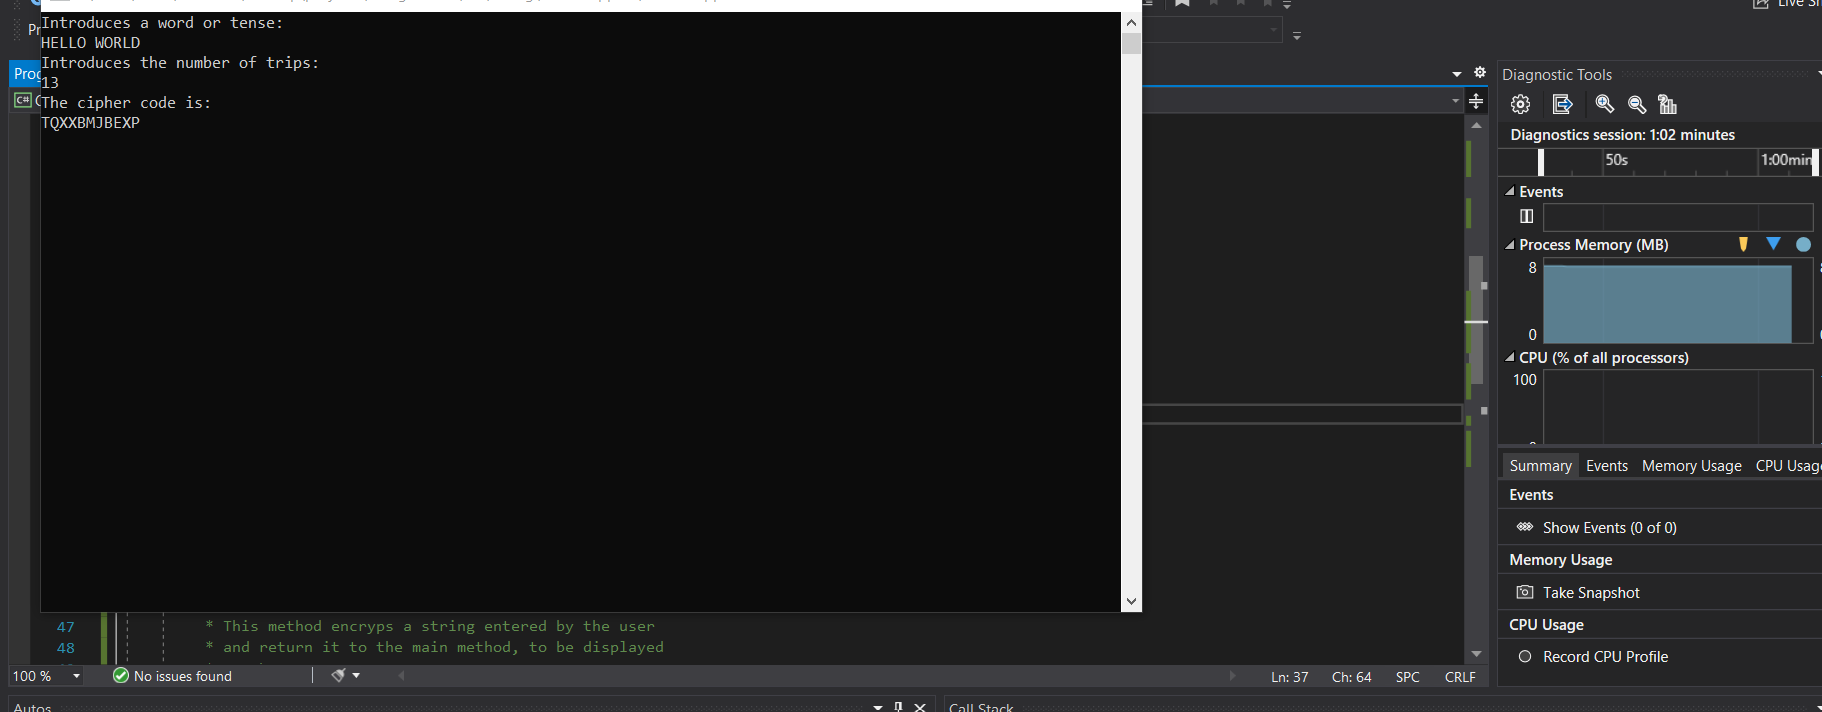 Introduces a word or tense:
HELLO WORLD
Introduces the number of trips:
13
The cipher code is:
TQXXBMJBEXP
Live
Diagnostic Tools
Diagnostics session: 1:02 minutes
50s
1:00min
Events
Process Memory (MB)
8
0
CPU (% of all processors)
100
Summary Events Memory Usage CPU Usage
Events
Show Events (0 of 0)
Memory Usage
Take Snapshot
CPU Usage
Record CPU Profile
47 * This method encryps a string entered by the user
48 * and return it to the main method, to be displayed
100 % No issues found Ln: 37 Ch: 64 SPC CRLF
Autos Call Stack